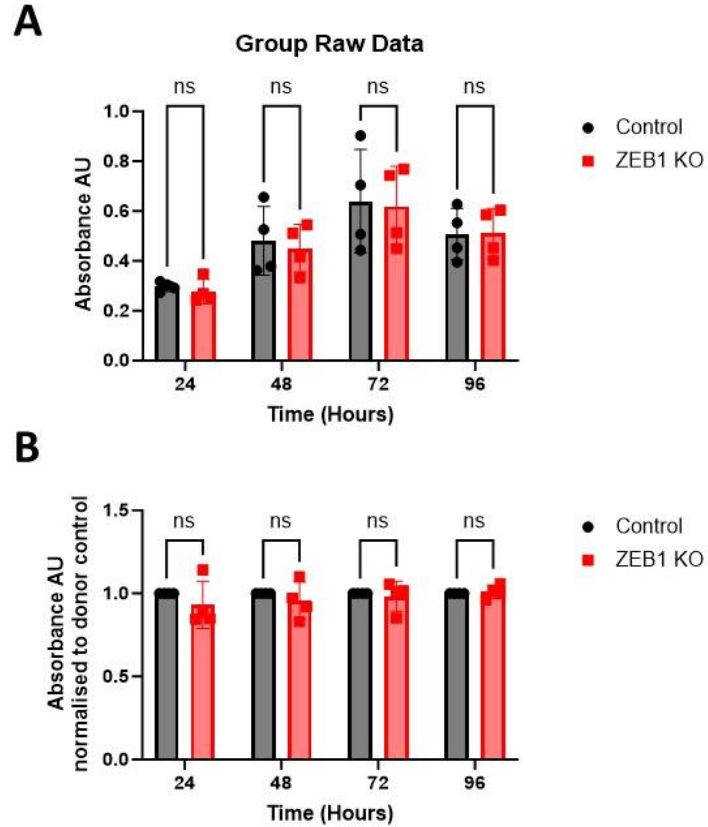 A
Group Raw Data
ns ns ns ns
1.0
0.8
0.6
0.4
0.2
0.0
Absorbance AU
24 48 72 96
Time (Hours)
Control
ZEB1 KO
B
ns ns ns ns
1.5
1.0
0.5
0.0
Absorbance AU
normalised to donor control
24 48 72 96
Time (Hours)
Control
ZEB1 KO